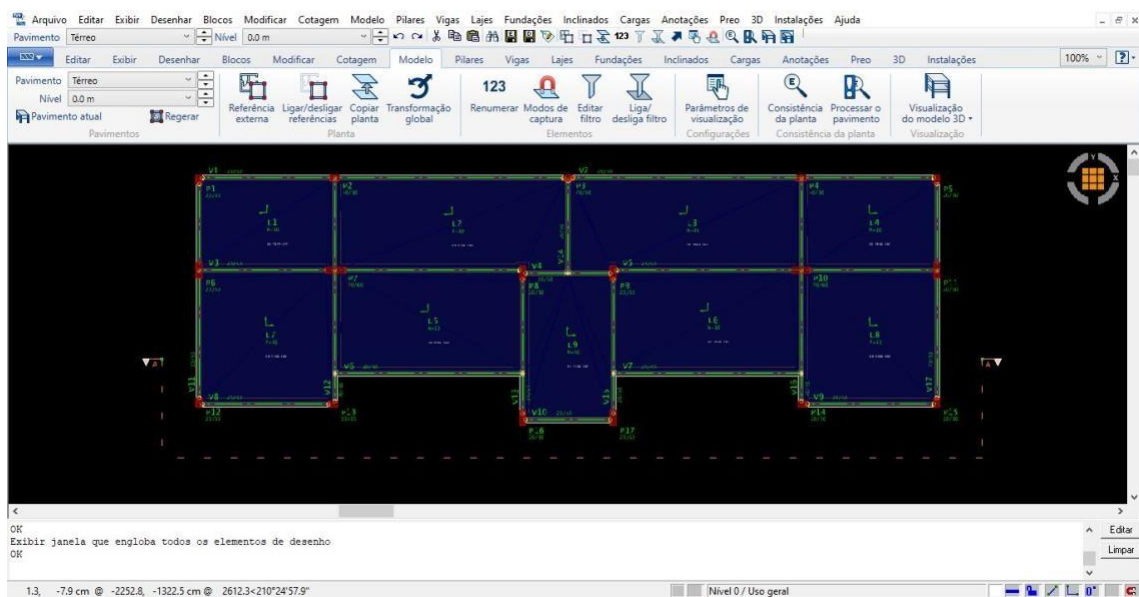 Arquivo Editar Exibir Desenhar Blocos Modificar Cotagem Modelo Pilares Vigas Lajes Fundações Inclinados Cargas Anotações Preo 3D Instalações Ajuda
Pavimento Térreo Nível 0.0 m 123
Editar Exibir Desenhar Blocos Modificar Cotagem Modelo Pilares Vigas Lajes Fundações Inclinados Cargas Anotações Preo 3D Instalações 100% ?
Pavimento Térreo
Nível 0.0 m
Pavimento atual Regerar
Pavimentos
Referência externa
Ligar/desligar referências
Copiar planta
Transformação global
Planta
123
Renumerar
Modos de captura
Editar filtro
Liga/ desliga filtro
Elementos
Parâmetros de visualização
Configurações
Consistência da planta
Processar o pavimento
Consistência da planta
Visualização do modelo 3D
Visualização
Y
X
V1 V2
P1 P2 P3 P4 P5
L1 L2 L3 L4
V14
V3 V4 V5
P6 P7 P8 P9 P10 P11
L7 L5 L9 L6 L8
A A
V6 V7
V11 V12 V13 V15 V16 V17
V8 V10 V9
P12 P13 P16 P17 P14 P15
OK
Exibir janela que engloba todos os elementos de desenho
OK
Editar
Limpar
1.3, -7.9 cm @ -2252.8, -1322.5 cm @ 2612.3<210°24'57.9" Nível 0 / Uso geral